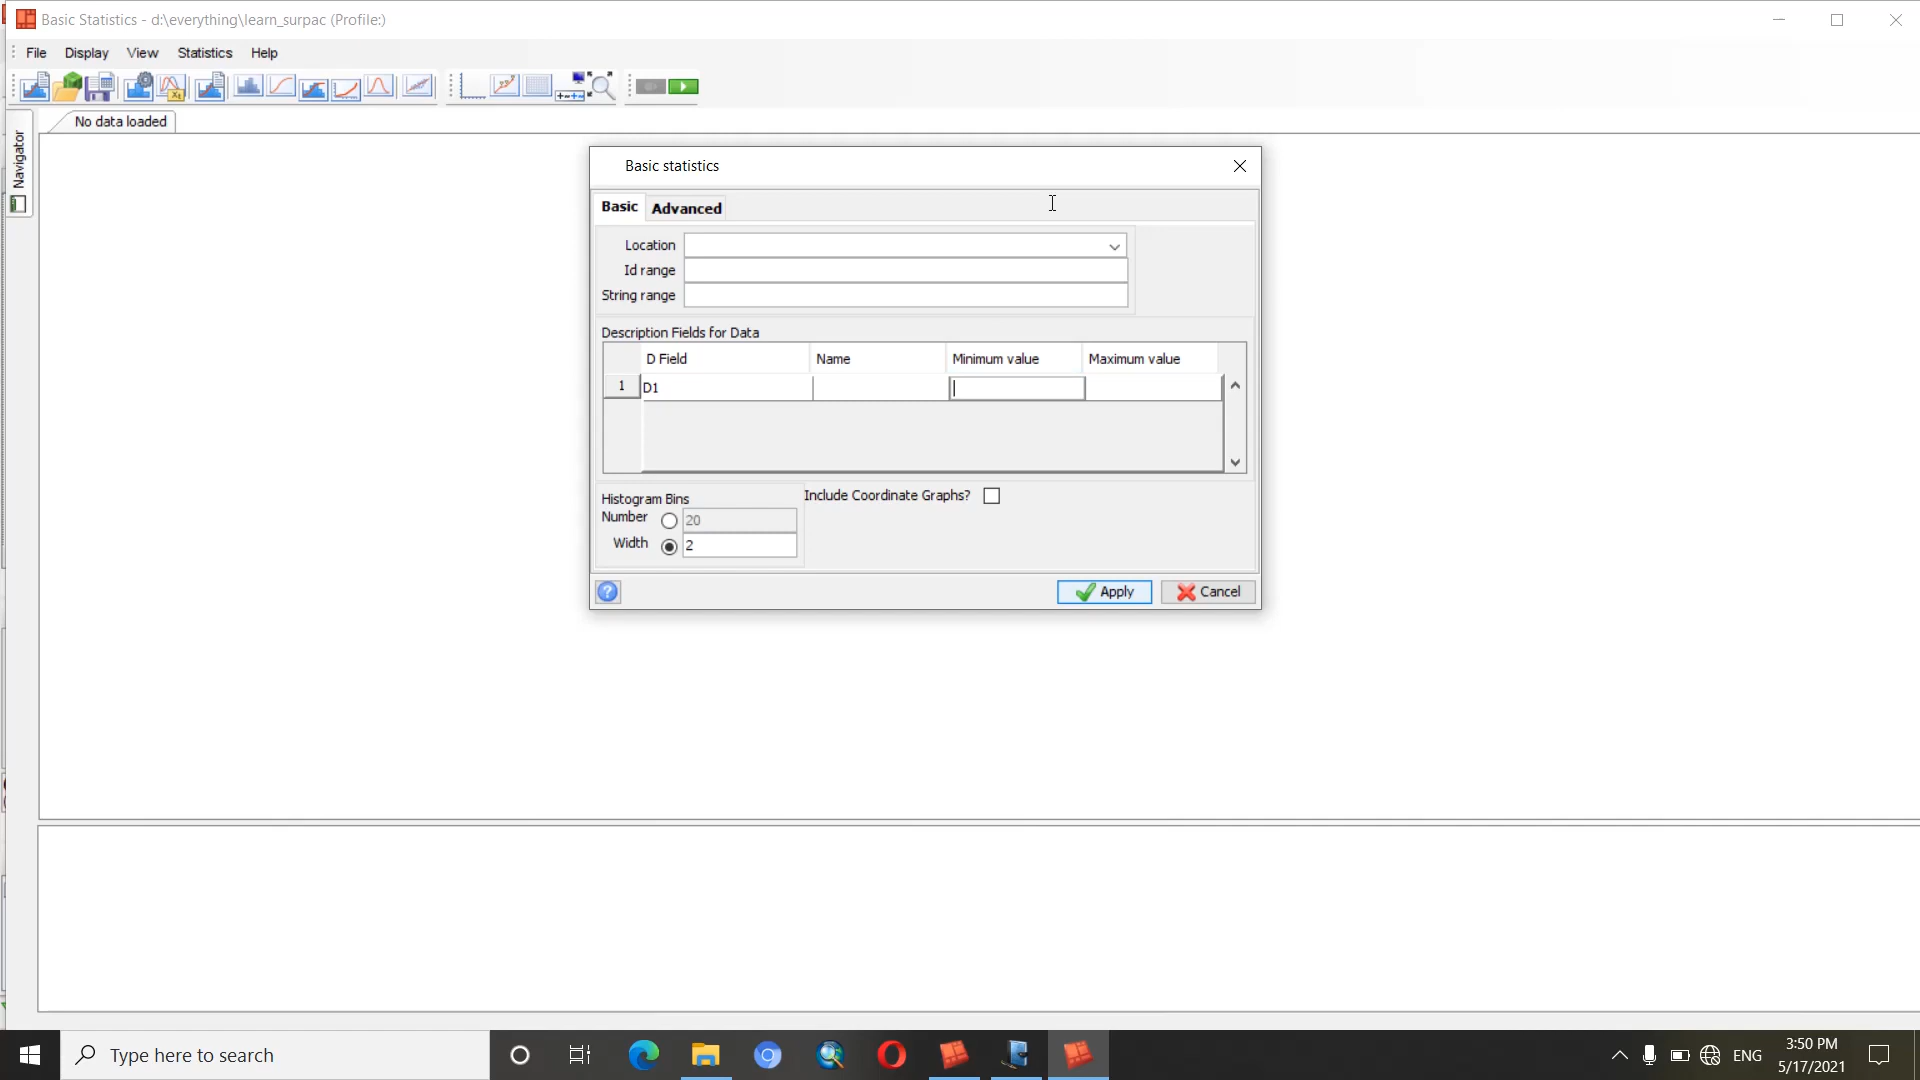 Basic Statistics - d:\everything\learn_surpac (Profile:)
File Display View Statistics Help
No data loaded
Navigator
Basic statistics
Basic Advanced
Location
Id range
String range
Description Fields for Data
D Field Name Minimum value Maximum value
1 D1
Histogram Bins
Include Coordinate Graphs?
Number 20
Width 2
? Apply Cancel
Type here to search
ENG
3:50 PM
5/17/2021